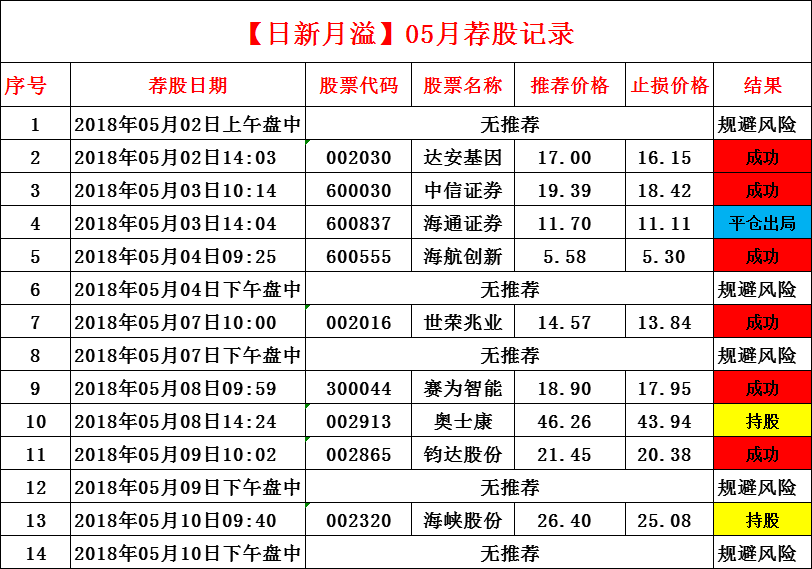 【日新月溢】05月荐股记录
序号 荐股日期 股票代码 股票名称 推荐价格 止损价格 结果
1 2018年05月02日上午盘中 无推荐 规避风险
2 2018年05月02日14:03 002030 达安基因 17.00 16.15 成功
3 2018年05月03日10:14 600030 中信证券 19.39 18.42 成功
4 2018年05月03日14:04 600837 海通证券 11.70 11.11 平仓出局
5 2018年05月04日09:25 600555 海航创新 5.58 5.30 成功
6 2018年05月04日下午盘中 无推荐 规避风险
7 2018年05月07日10:00 002016 世荣兆业 14.57 13.84 成功
8 2018年05月07日下午盘中 无推荐 规避风险
9 2018年05月08日09:59 300044 赛为智能 18.90 17.95 成功
10 2018年05月08日14:24 002913 奥士康 46.26 43.94 持股
11 2018年05月09日10:02 002865 钧达股份 21.45 20.38 成功
12 2018年05月09日下午盘中 无推荐 规避风险
13 2018年05月10日09:40 002320 海峡股份 26.40 25.08 持股
14 2018年05月10日下午盘中 无推荐 规避风险